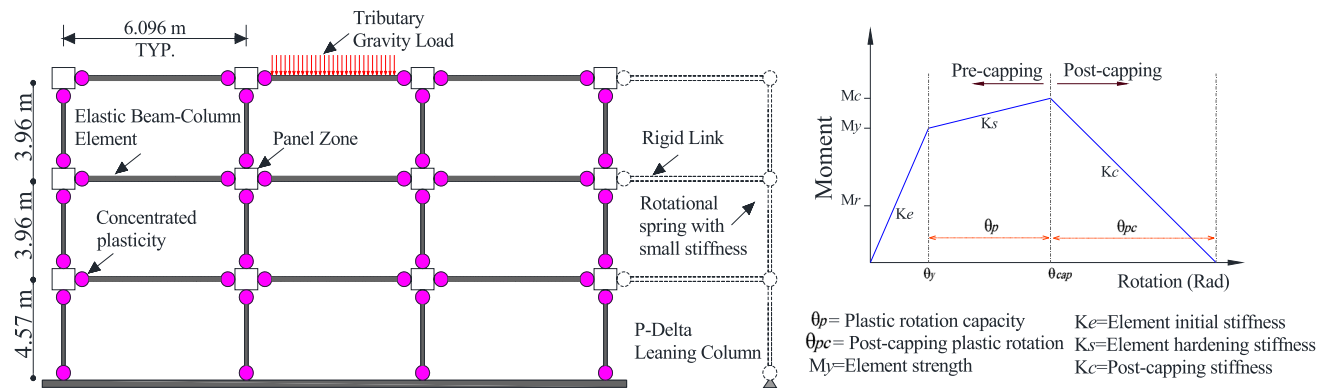 6.096 m
TYP.
Tributary
Gravity Load
3.96 m
Elastic Beam-Column
Element
Panel Zone
Rigid Link
3.96 m
Concentrated
plasticity
Rotational
spring with
small stiffness
4.57 m
P-Delta
Leaning Column
Moment
Pre-capping
Post-capping
Mc
My
Mr
Ks
Kc
Ke
θp
θpc
θy
θcap
Rotation (Rad)
θp= Plastic rotation capacity
θpc= Post-capping plastic rotation
My=Element strength
Ke=Element initial stiffness
Ks=Element hardening stiffness
Kc=Post-capping stiffness